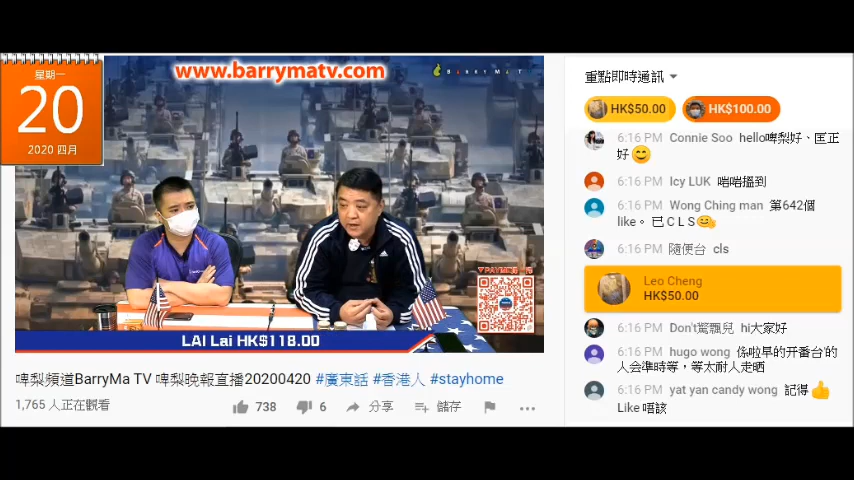 星期一
20
2020 四月
www.barrymatv.com
BARRYMAT
LAI Lai HK$118.00
啤梨頻道BarryMa TV 啤梨晚報直播20200420 #廣東話 #香港人 #stayhome
1,765 人正在觀看
738
6
分享
儲存
重點即時通訊
HK$50.00
HK$100.00
6:16 PM Connie Soo hello啤梨好、匡正
好😊
6:16 PM Icy LUK 啱啱搵到
6:16 PM Wong Ching man 第642個
like。已 C L S
6:16 PM 隨便台 cls
Leo Cheng
HK$50.00
6:16 PM Don't駕飄兒 hi大家好
6:16 PM hugo wong 係啦早的开番台'的
人会準時等，等太耐人走晒
6:16 PM yat yan candy wong 記得👍
Like 唔該